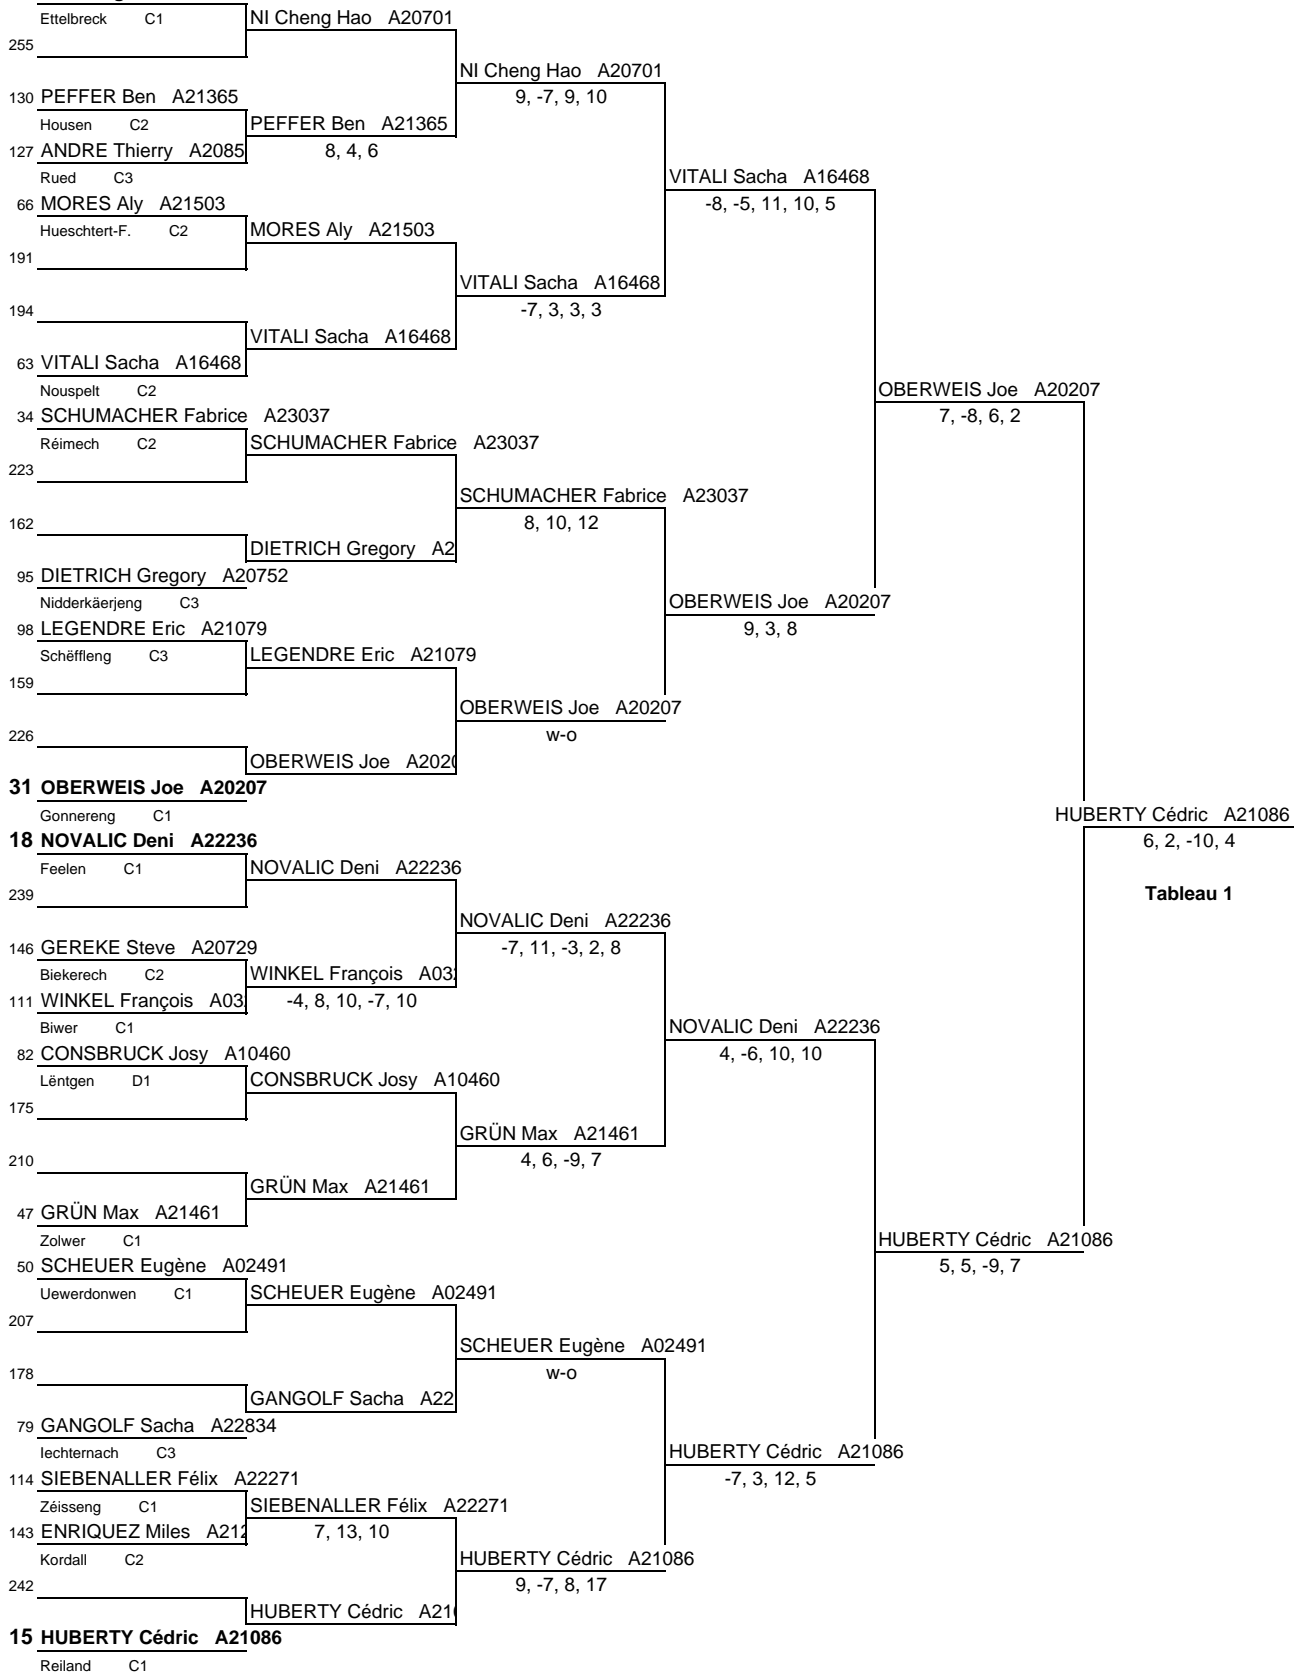 Ettelbreck C1
NI Cheng Hao A20701
255
NI Cheng Hao A20701
130 PEFFER Ben A21365
9, -7, 9, 10
Housen C2
PEFFER Ben A21365
127 ANDRE Thierry A2085
8, 4, 6
Rued C3
VITALI Sacha A16468
66 MORES Aly A21503
-8, -5, 11, 10, 5
Hueschtert-F. C2
MORES Aly A21503
191
VITALI Sacha A16468
194
-7, 3, 3, 3
VITALI Sacha A16468
63 VITALI Sacha A16468
Nouspelt C2
OBERWEIS Joe A20207
34 SCHUMACHER Fabrice A23037
7, -8, 6, 2
Réimech C2
SCHUMACHER Fabrice A23037
223
SCHUMACHER Fabrice A23037
162
8, 10, 12
DIETRICH Gregory A2
95 DIETRICH Gregory A20752
Nidderkäerjeng C3
OBERWEIS Joe A20207
98 LEGENDRE Eric A21079
9, 3, 8
Schëffleng C3
LEGENDRE Eric A21079
159
OBERWEIS Joe A20207
226
w-o
OBERWEIS Joe A2020
31 OBERWEIS Joe A20207
Gonnereng C1
HUBERTY Cédric A21086
18 NOVALIC Deni A22236
6, 2, -10, 4
Feelen C1
NOVALIC Deni A22236
239
Tableau 1
NOVALIC Deni A22236
146 GEREKE Steve A20729
-7, 11, -3, 2, 8
Biekerech C2
WINKEL François A03
111 WINKEL François A03
-4, 8, 10, -7, 10
Biwer C1
NOVALIC Deni A22236
82 CONSBRUCK Josy A10460
4, -6, 10, 10
Lëntgen D1
CONSBRUCK Josy A10460
175
GRÜN Max A21461
210
4, 6, -9, 7
GRÜN Max A21461
47 GRÜN Max A21461
Zolwer C1
HUBERTY Cédric A21086
50 SCHEUER Eugène A02491
5, 5, -9, 7
Uewerdonwen C1
SCHEUER Eugène A02491
207
SCHEUER Eugène A02491
178
w-o
GANGOLF Sacha A22
79 GANGOLF Sacha A22834
Iechternach C3
HUBERTY Cédric A21086
114 SIEBENALLER Félix A22271
-7, 3, 12, 5
Zéisseng C1
SIEBENALLER Félix A22271
143 ENRIQUEZ Miles A212
7, 13, 10
Kordall C2
HUBERTY Cédric A21086
242
9, -7, 8, 17
HUBERTY Cédric A210
15 HUBERTY Cédric A21086
Reiland C1